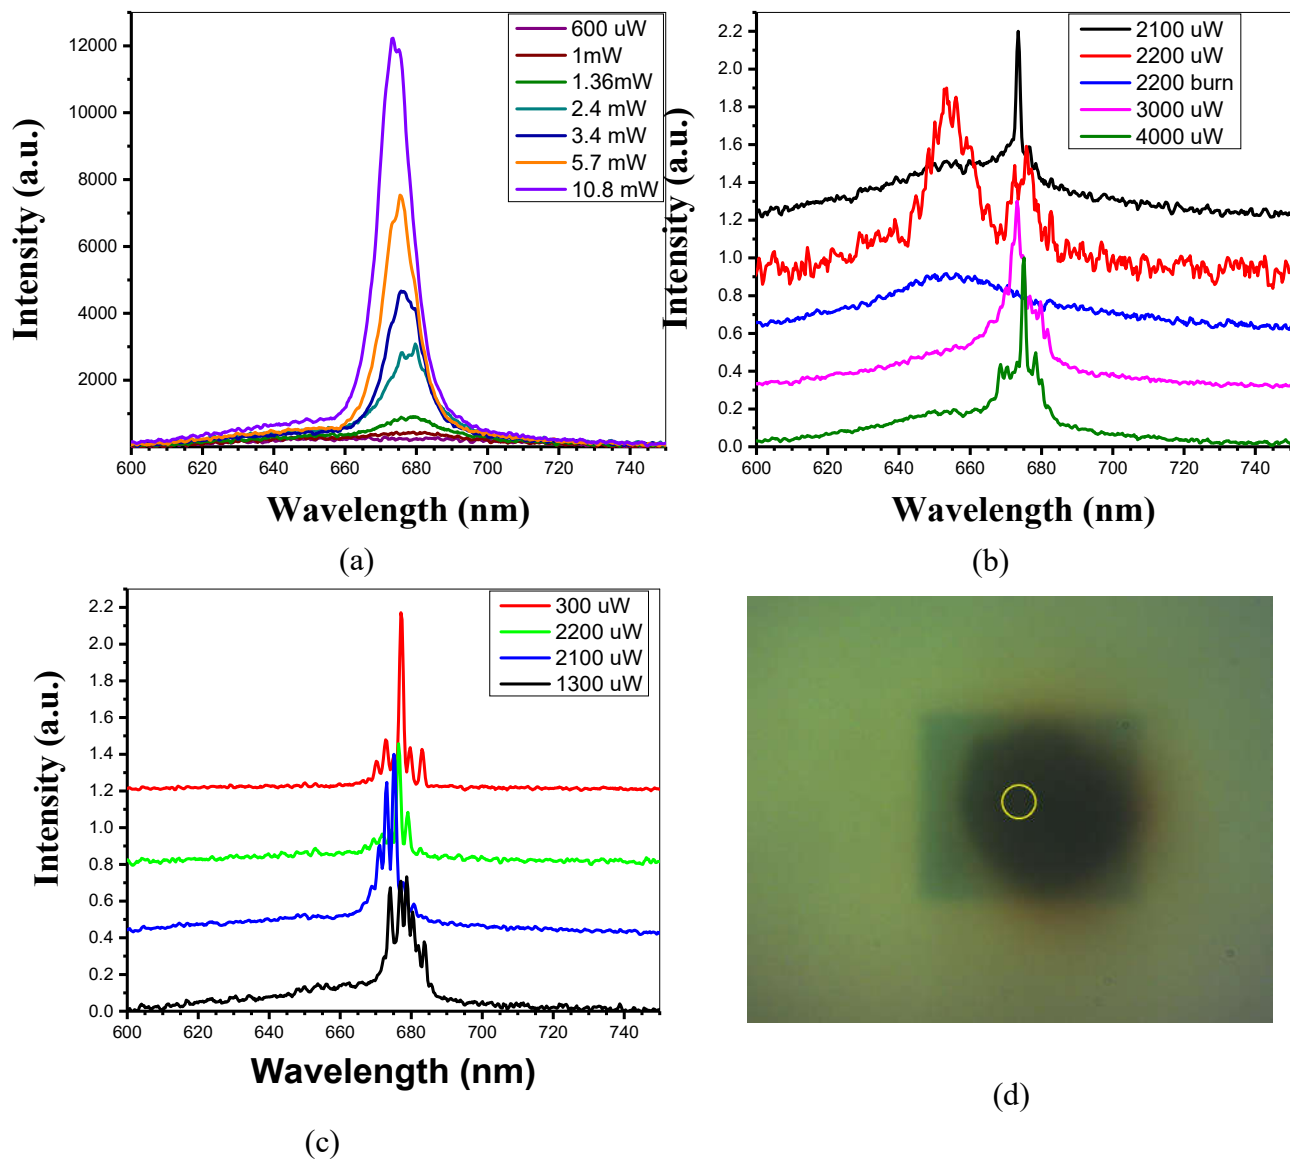 600 uW
1mW
1.36mW
2.4 mW
3.4 mW
5.7 mW
10.8 mW
12000
10000
8000
6000
4000
2000
Intensity (a.u.)
600 620 640 660 680 700 720 740
Wavelength (nm)
(a)
2100 uW
2200 uW
2200 burn
3000 uW
4000 uW
2.2
2.0
1.8
1.6
1.4
1.2
1.0
0.8
0.6
0.4
0.2
0.0
Intensity (a.u.)
600 620 640 660 680 700 720 740
Wavelength (nm)
(b)
300 uW
2200 uW
2100 uW
1300 uW
2.2
2.0
1.8
1.6
1.4
1.2
1.0
0.8
0.6
0.4
0.2
0.0
Intensity (a.u.)
600 620 640 660 680 700 720 740
Wavelength (nm)
(c)
(d)